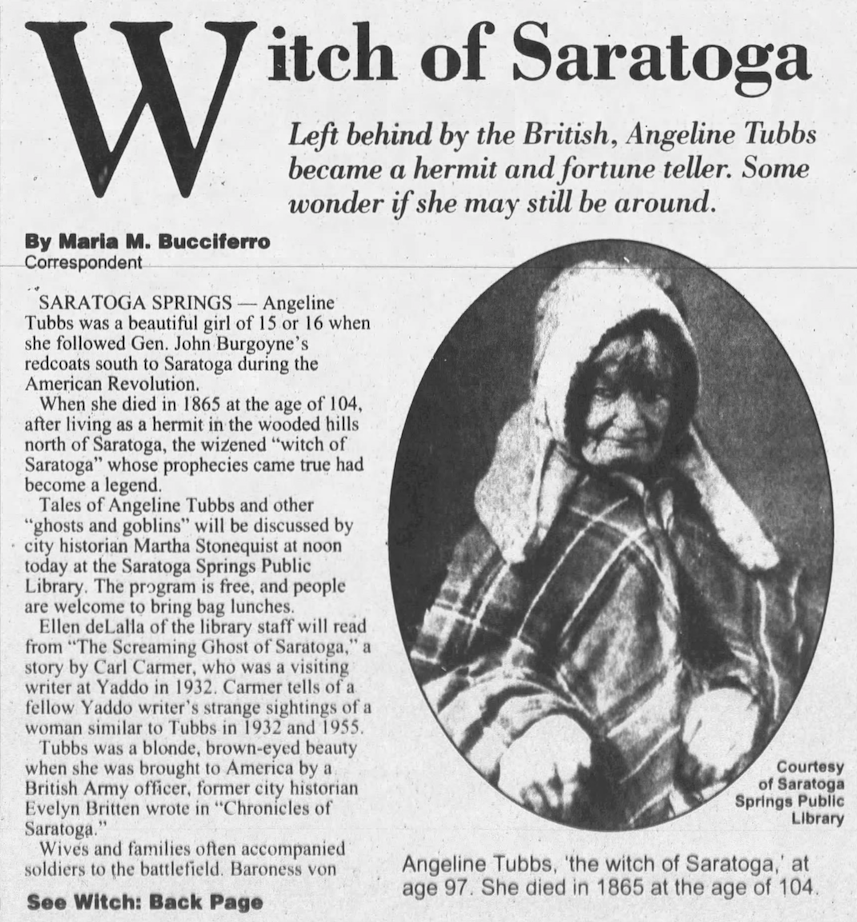 Witch of Saratoga
Left behind by the British, Angeline Tubbs
became a hermit and fortune teller. Some
wonder if she may still be around.
By Maria M. Bucciferro
Correspondent
SARATOGA SPRINGS — Angeline
Tubbs was a beautiful girl of 15 or 16 when
she followed Gen. John Burgoyne's
redcoats south to Saratoga during the
American Revolution.
When she died in 1865 at the age of 104,
after living as a hermit in the wooded hills
north of Saratoga, the wizened “witch of
Saratoga” whose prophecies came true had
become a legend.
Tales of Angeline Tubbs and other
“ghosts and goblins” will be discussed by
city historian Martha Stonequist at noon
today at the Saratoga Springs Public
Library. The program is free, and people
are welcome to bring bag lunches.
Ellen deLalla of the library staff will read
from “The Screaming Ghost of Saratoga,” a
story by Carl Carmer, who was a visiting
writer at Yaddo in 1932. Carmer tells of a
fellow Yaddo writer's strange sightings of a
woman similar to Tubbs in 1932 and 1955.
Tubbs was a blonde, brown-eyed beauty
when she was brought to America by a
British Army officer, former city historian
Evelyn Britten wrote in “Chronicles of
Saratoga.”
Wives and families often accompanied
soldiers to the battlefield. Baroness von
See Witch: Back Page
Courtesy
of Saratoga
Springs Public
Library
Angeline Tubbs, ‘the witch of Saratoga,’ at
age 97. She died in 1865 at the age of 104.